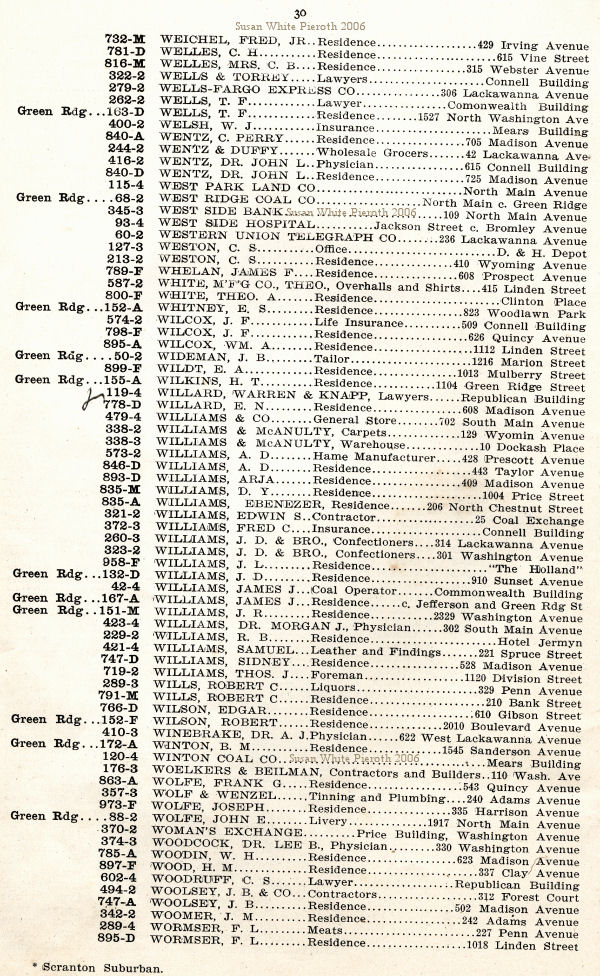 30
Susan White Pieroth 2006
732-M WEICHEL, FRED, JR..Residence...................429 Irving Avenue
781-D WELLES, C. H...........Residence......................615 Vine Street
816-M WELLES, MRS. C. B....Residence.................315 Webster Avenue
322-2 WELLS & TORREY......Lawyers......................Connell Building
279-2 WELLS-FARGO EXPRESS CO...............306 Lackawanna Avenue
262-2 WELLS, T. F.............Lawyer..................Comonwealth Building
Green Rdg...163-D WELLS, T. F.............Residence........1527 North Washington Ave
400-2 WELSH, W. J............Insurance.......................Mears Building
840-A WENTZ, C. PERRY......Residence.................705 Madison Avenue
244-2 WENTZ & DUFFY.......Wholesale Grocers....42 Lackawanna Ave
416-2 WENTZ, DR. JOHN L...Physician...............615 Connell Building
840-D WENTZ, DR. JOHN L...Residence...............725 Madison Avenue
115-4 WEST PARK LAND CO.........................North Main Avenue
Green Rdg....68-2 WEST RIDGE COAL CO..................North Main c. Green Ridge
345-3 WEST SIDE BANK.......................109 North Main Avenue
Susan White Pieroth 2006
93-4 WEST SIDE HOSPITAL............Jackson Street c. Bromley Avenue
60-2 WESTERN UNION TELEGRAPH CO......236 Lackawanna Avenue
127-3 WESTON, C. S............Office.........................D. & H. Depot
213-2 WESTON, C. S............Residence................410 Wyoming Avenue
789-F WHELAN, JAMES F......Residence................608 Prospect Avenue
587-2 WHITE, M'F'G CO., THEO., Overhalls and Shirts....415 Linden Street
800-F WHITE, THEO. A........Residence........................Clinton Place
Green Rdg...152-A WHITNEY, E. S...........Residence.................823 Woodlawn Park
574-2 WILCOX, J. F............Life Insurance...........509 Connell Building
798-F WILCOX, J. F............Residence...................626 Quincy Avenue
895-A WILCOX, WM. A.........Residence...................1112 Linden Street
Green Rdg....50-2 WIDEMAN, J. B..........Tailor.......................1216 Marion Street
899-F WILDT, E. A..............Residence................1013 Mulberry Street
Green Rdg...155-A WILKINS, H. T............Residence............1104 Green Ridge Street
119-4 WILLARD, WARREN & KNAPP, Lawyers......Republican Building
778-D WILLARD, E. N..........Residence..................608 Madison Avenue
479-4 WILLIAMS & CO..........General Store........702 South Main Avenue
338-2 WILLIAMS & McANULTY, Carpets............129 Wyomin Avenue
338-3 WILLIAMS & McANULTY, Warehouse..........10 Dockash Place
573-2 WILLIAMS, A. D..........Hame Manufacturer....428 Prescott Avenue
846-D WILLIAMS, A. D..........Residence....................443 Taylor Avenue
893-D WILLIAMS, ARJA.........Residence.................409 Madison Avenue
835-M WILLIAMS, D. Y..........Residence....................1004 Price Street
835-A WILLIAMS, EBENEZER, Residence........206 North Chestnut Street
321-2 WILLIAMS, EDWIN S..Contractor...................25 Coal Exchange
372-3 WILLIAMS, FRED C....Insurance....................Connell Building
260-3 WILLIAMS, J. D. & BRO., Confectioners....314 Lackawanna Avenue
323-2 WILLIAMS, J. D. & BRO., Confectioners....301 Washington Avenue
958-F WILLIAMS, J. L..........Residence......................"The Holland"
Green Rdg...132-D WILLIAMS, J. D..........Residence..................910 Sunset Avenue
42-4 WILLIAMS, JAMES J...Coal Operator.......Commonwealth Building
Green Rdg...167-A WILLIAMS, JAMES J...Residence......c. Jefferson and Green Rdg St
Green Rdg..151-M WILLIAMS, J. R..........Residence.............2329 Washington Avenue
423-4 WILLIAMS, DR. MORGAN J., Physician....302 South Main Avenue
229-2 WILLIAMS, R. B.........Residence.......................Hotel Jermyn
421-4 WILLIAMS, SAMUEL...Leather and Findings......221 Spruce Street
747-D WILLIAMS, SIDNEY....Residence..................528 Madison Avenue
719-2 WILLIAMS, THOS. J....Foreman...................1120 Division Street
289-3 WILLS, ROBERT C......Liquors.......................329 Penn Avenue
791-M WILLS, ROBERT C......Residence......................210 Bank Street
766-D WILSON, EDGAR........Residence....................610 Gibson Street
Green Rdg...152-F WILSON, ROBERT.......Residence..............2010 Boulevard Avenue
410-3 WINEBRAKE, DR. A. J.Physician......622 West Lackawanna Avenue
Green Rdg...172-A WINTON, B. M............Residence..............1545 Sanderson Avenue
120-4 WINTON COAL CO...............................Mears Building
Susan White Pieroth 2006
176-3 WOELKERS & BEILMAN, Contractors and Builders..110 Wash. Ave
863-A WOLFE, FRANK G......Residence...................543 Quincy Avenue
357-3 WOLF & WENZEL......Tinning and Plumbing....240 Adams Avenue
973-F WOLFE, JOSEPH.........Residence..................335 Harrison Avenue
Green Rdg....88-2 WOLFE, JOHN E..........Livery..................1917 North Main Avenue
370-2 WOMAN'S EXCHANGE.........Price Building, Washington Avenue
374-3 WOODCOCK, DR. LEE B., Physician.........330 Washington Avenue
785-A WOODIN, W. H...........Residence..................623 Madison Avenue
897-F WOOD, H. M..............Residence.....................337 Clay Avenue
602-4 WOODRUFF, C. S.......Lawyer.....................Republican Building
494-2 WOOLSEY, J. B. & CO..Contractors...................312 Forest Court
747-A WOOLSEY, J. B..........Residence.................502 Madison Avenue
342-2 WOOMER, J. M...........Residence...................242 Adams Avenue
289-4 WORMSER, F. L..........Meats.........................227 Penn Avenue
895-D WORMSER, F. L..........Residence...................1018 Linden Street
* Scranton Suburban.